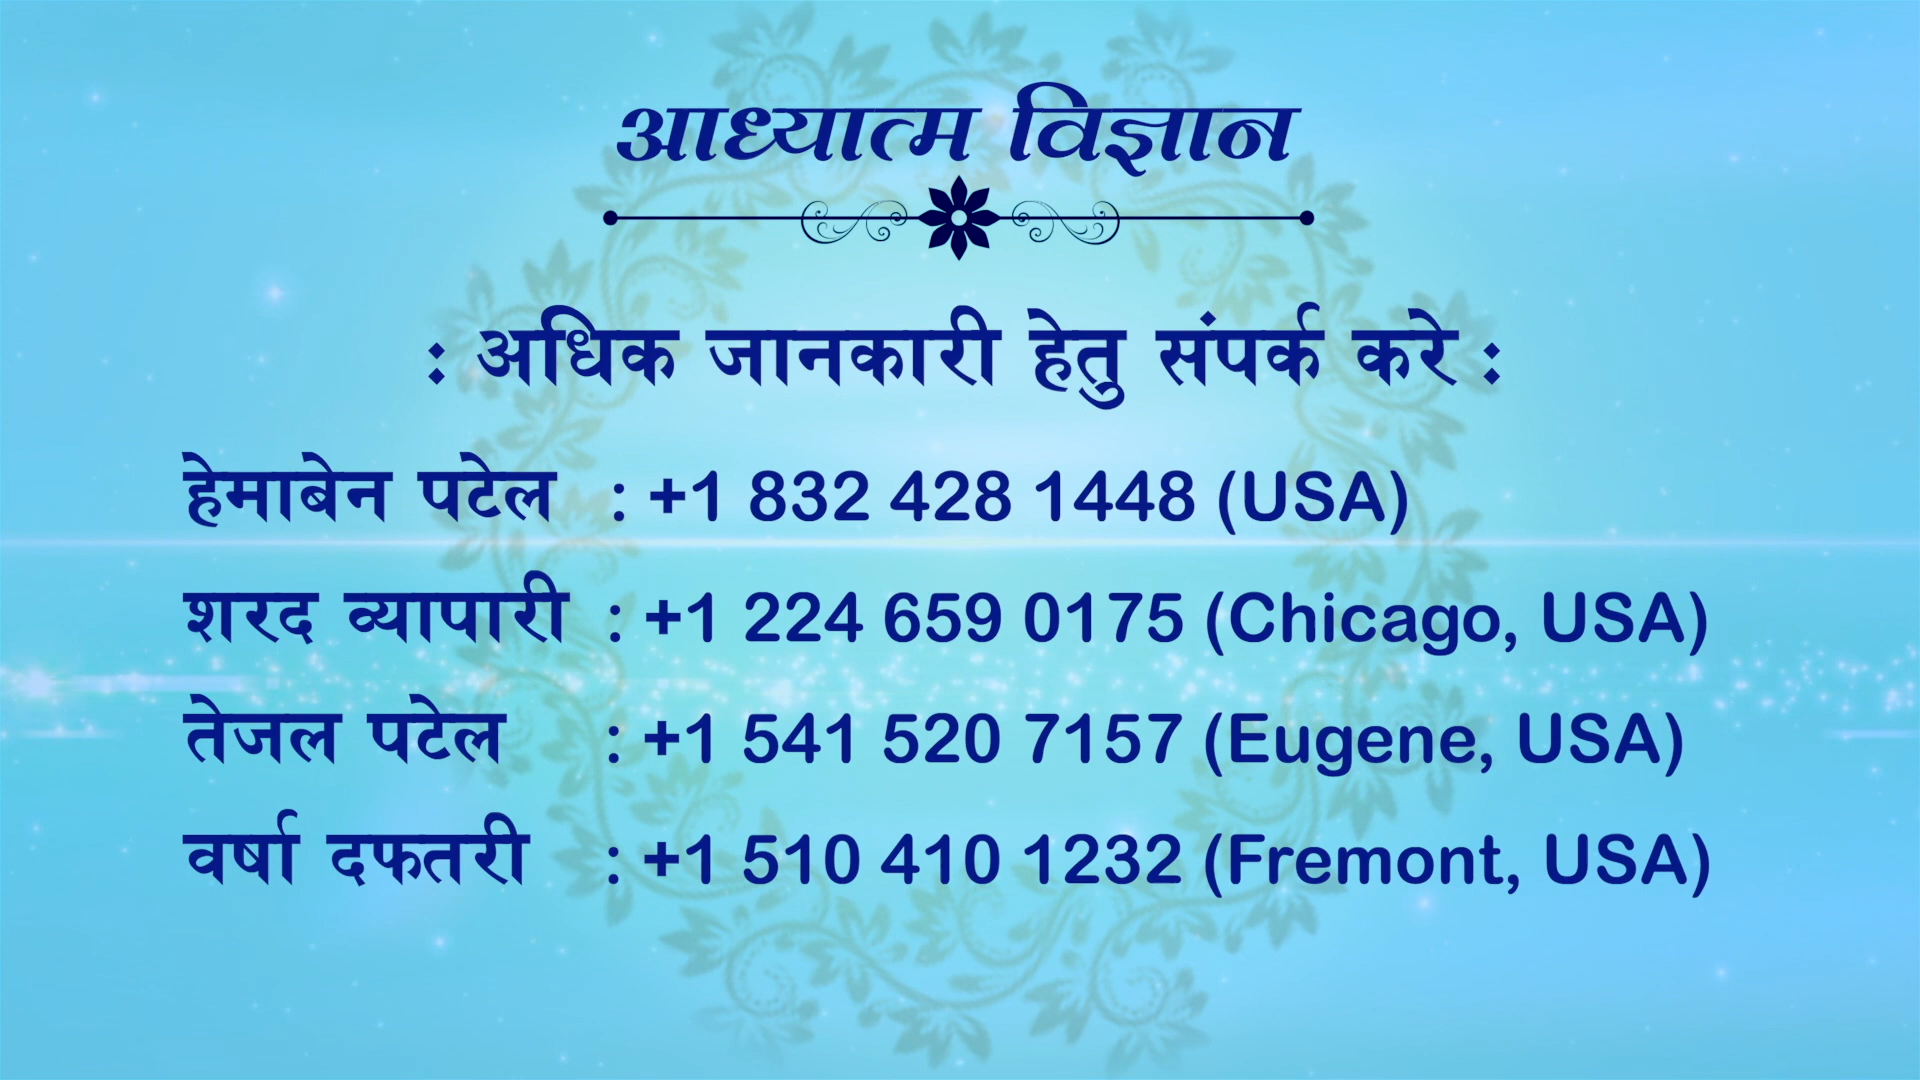 आध्यात्म विज्ञान
: अधिक जानकारी हेतु संपर्क करे :
हेमाबेन पटेल : +1 832 428 1448 (USA)
शरद व्यापारी : +1 224 659 0175 (Chicago, USA)
तेजल पटेल : +1 541 520 7157 (Eugene, USA)
वर्षा दफतरी : +1 510 410 1232 (Fremont, USA)